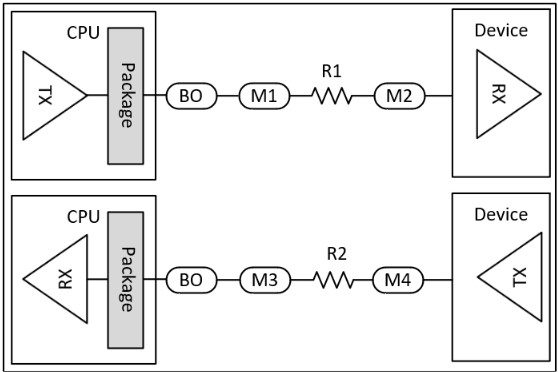 CPU
Device
TX
Package
BO
M1
R1
M2
RX
CPU
Device
RX
Package
BO
M3
R2
M4
TX